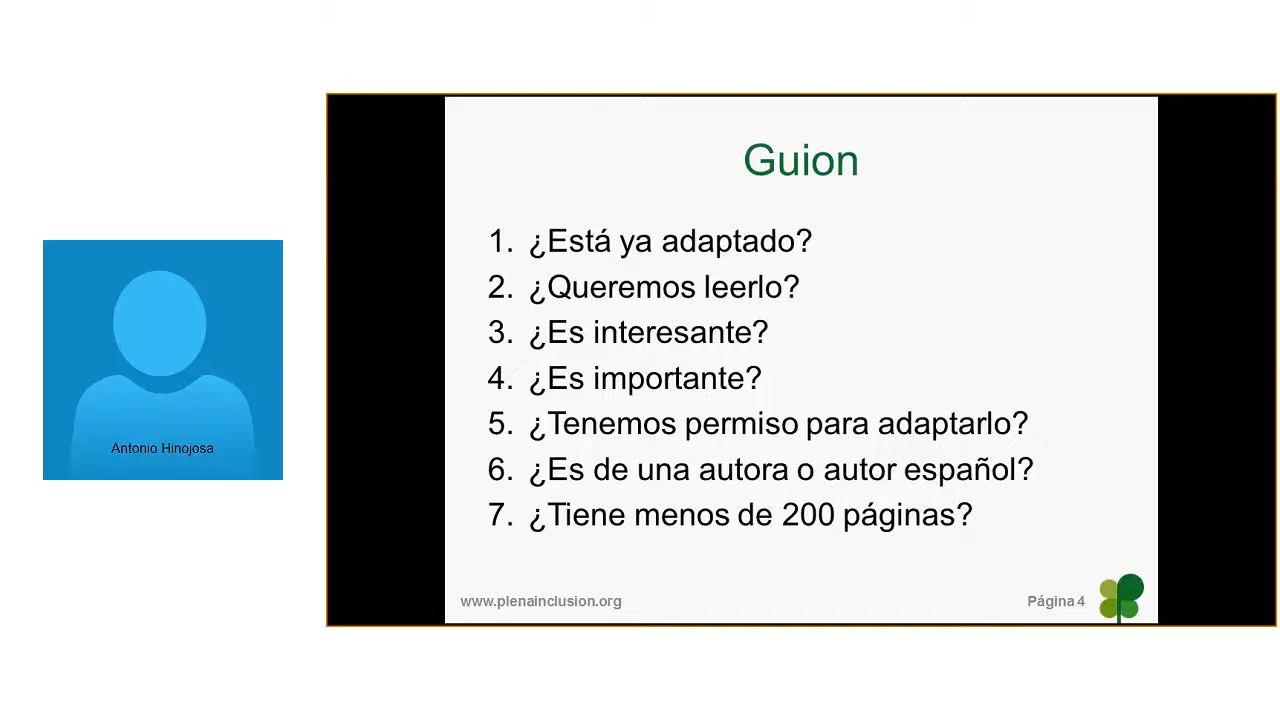 Antonio Hinojosa
Guion
1. ¿Está ya adaptado?
2. ¿Queremos leerlo?
3. ¿Es interesante?
4. ¿Es importante?
5. ¿Tenemos permiso para adaptarlo?
6. ¿Es de una autora o autor español?
7. ¿Tiene menos de 200 páginas?
www.plenainclusion.org
Página 4